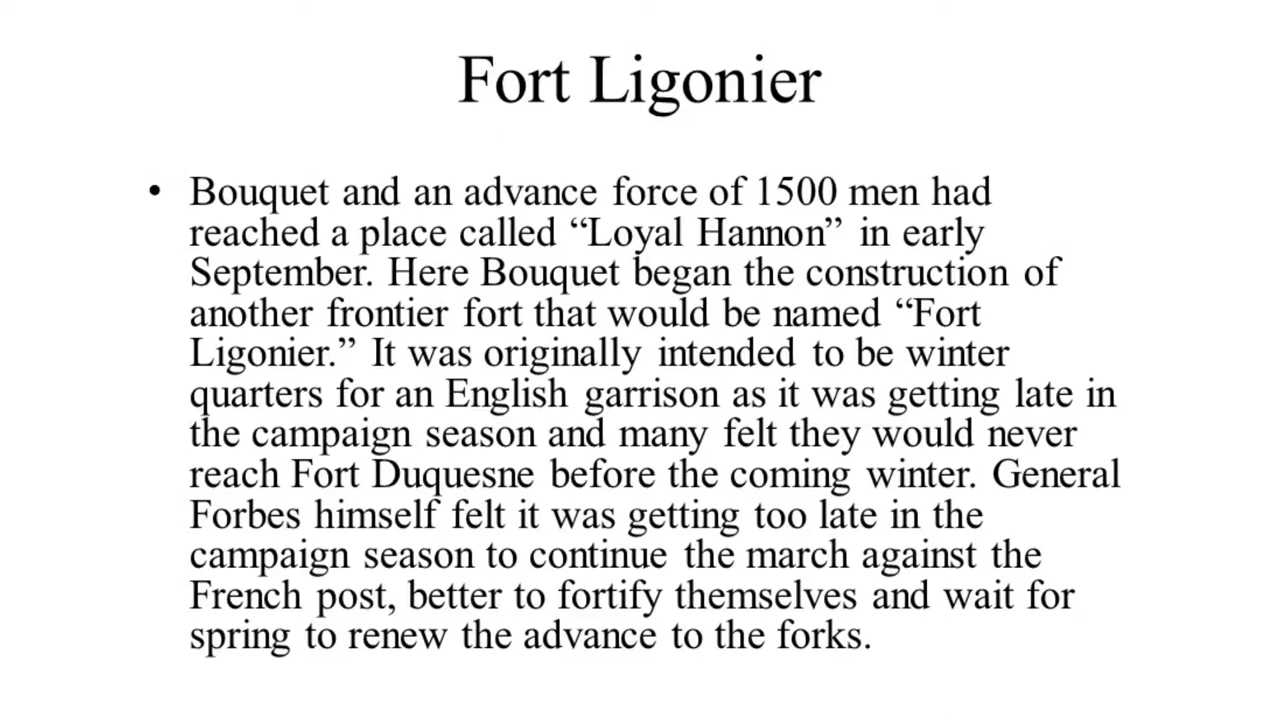 Fort Ligonier
• Bouquet and an advance force of 1500 men had
reached a place called “Loyal Hannon” in early
September. Here Bouquet began the construction of
another frontier fort that would be named “Fort
Ligonier.” It was originally intended to be winter
quarters for an English garrison as it was getting late in
the campaign season and many felt they would never
reach Fort Duquesne before the coming winter. General
Forbes himself felt it was getting too late in the
campaign season to continue the march against the
French post, better to fortify themselves and wait for
spring to renew the advance to the forks.